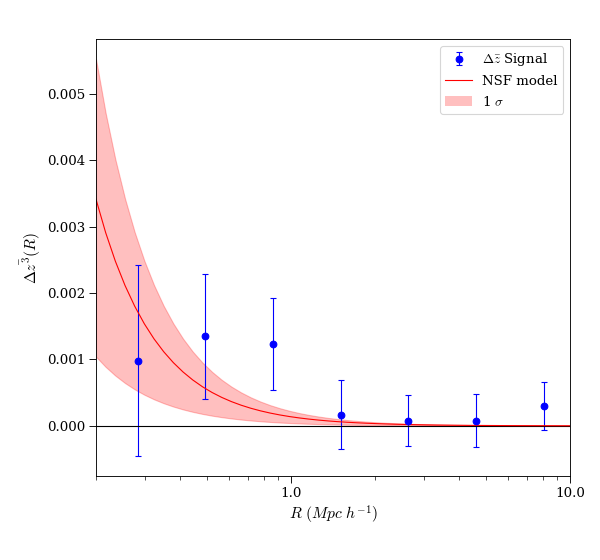 Δz̄ Signal
NSF model
1 σ
0.005
0.004
0.003
0.002
0.001
0.000
Δz̄³(R)
1.0
10.0
R (Mpc h⁻¹)